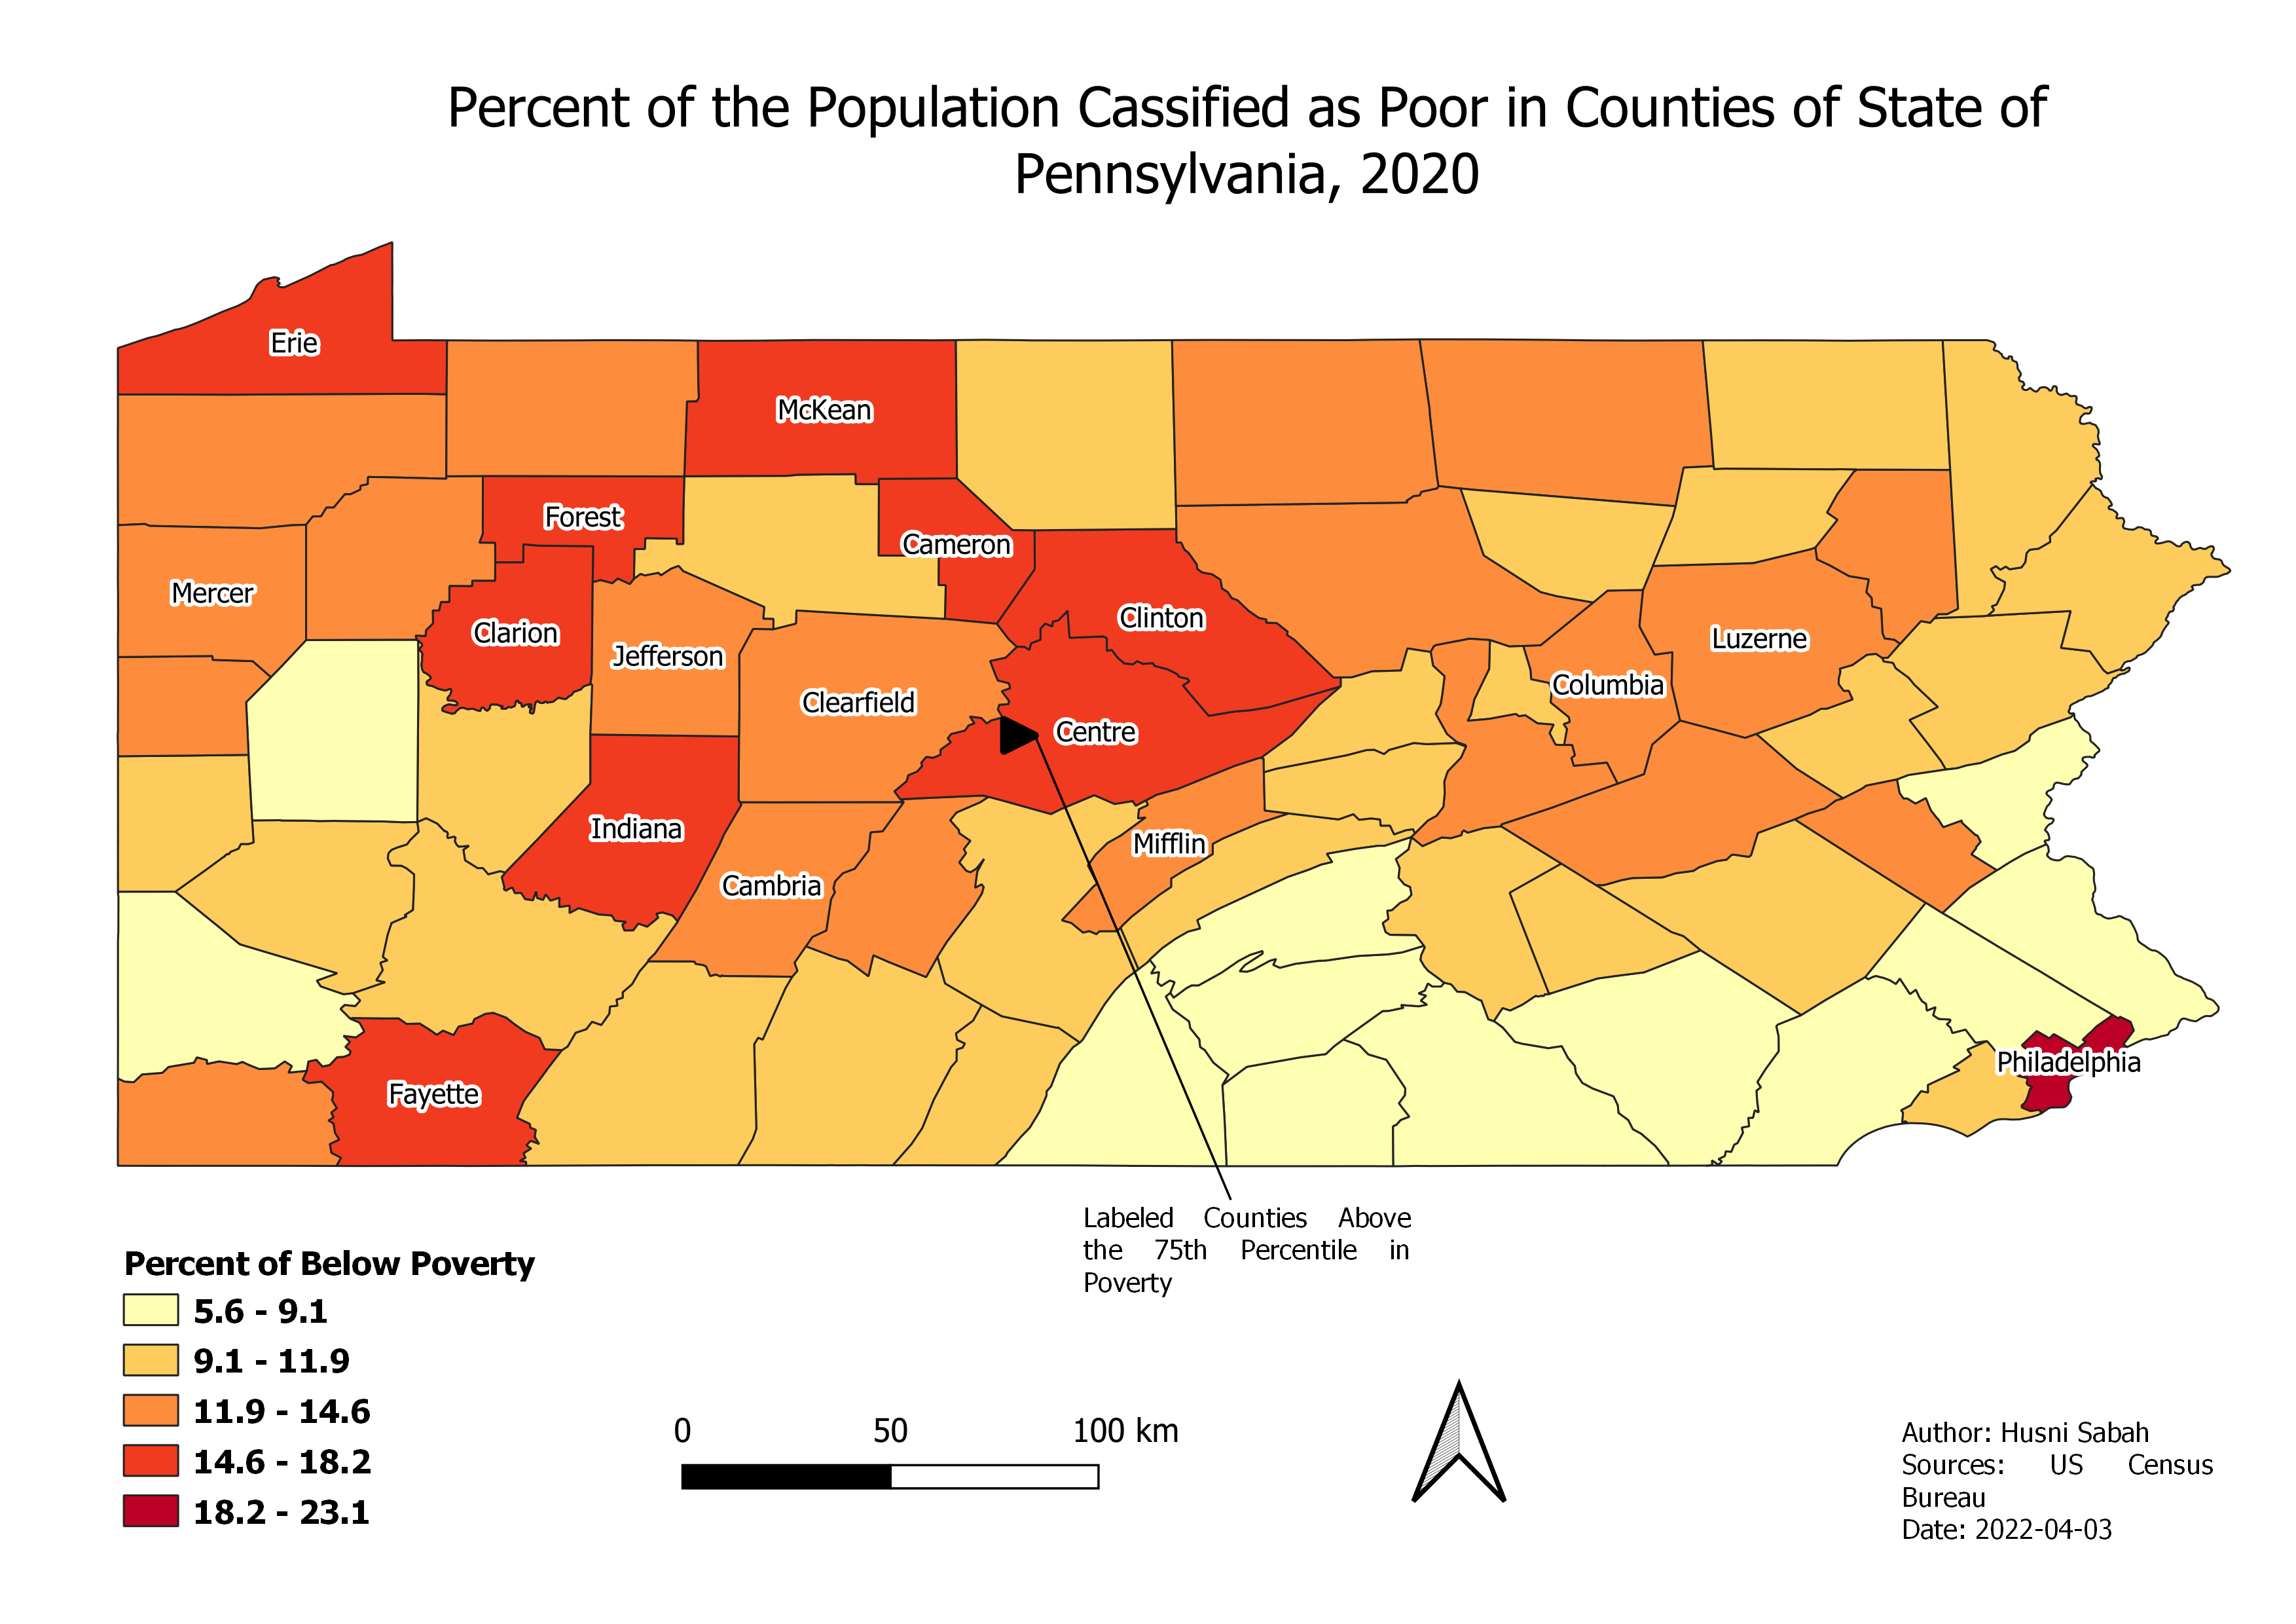 Percent of the Population Cassified as Poor in Counties of State of
Pennsylvania, 2020
Erie
McKean
Forest
Cameron
Mercer
Clarion
Clinton
Jefferson
Luzerne
Clearfield
Columbia
Centre
Indiana
Mifflin
Cambria
Philadelphia
Fayette
Labeled Counties Above
the 75th Percentile in
Poverty
Percent of Below Poverty
5.6 - 9.1
9.1 - 11.9
11.9 - 14.6
14.6 - 18.2
18.2 - 23.1
0 50 100 km
Author: Husni Sabah
Sources: US Census
Bureau
Date: 2022-04-03